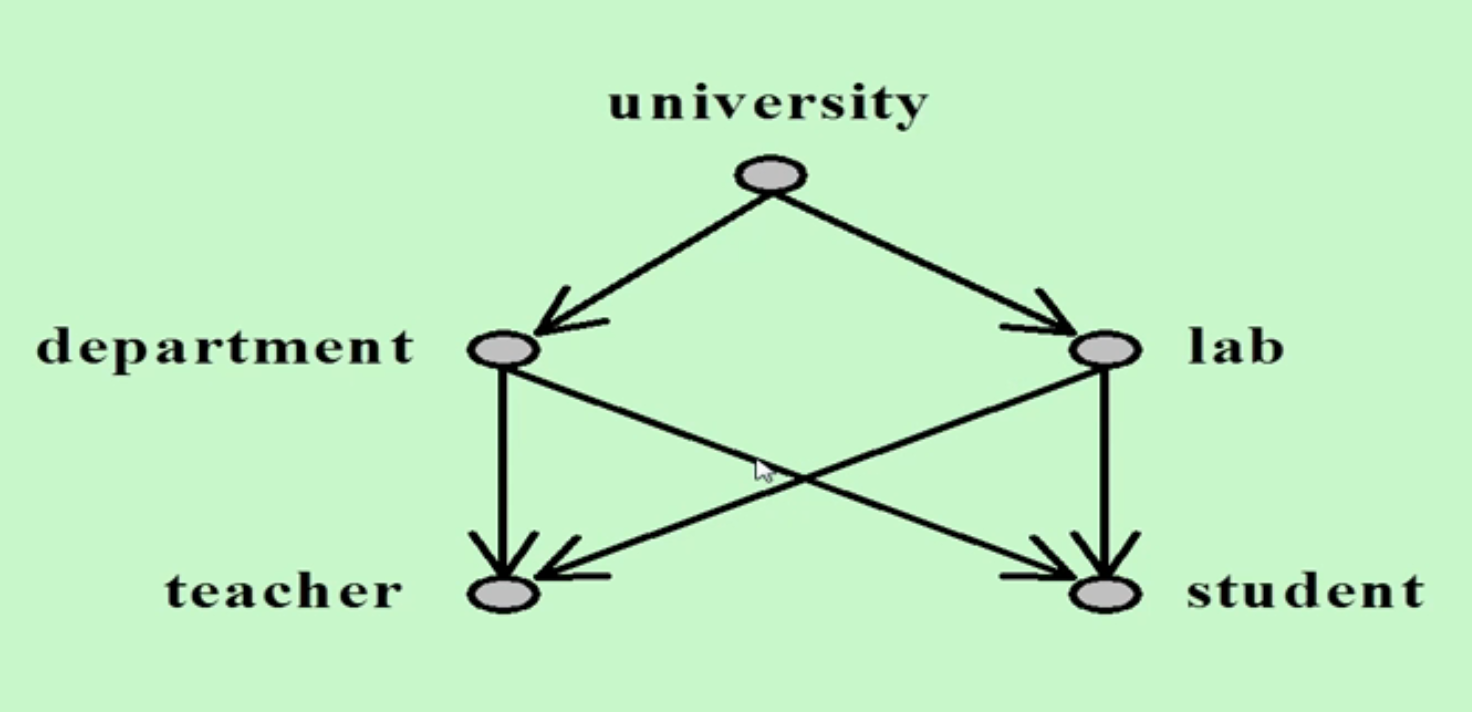 university
department
lab
teacher
student